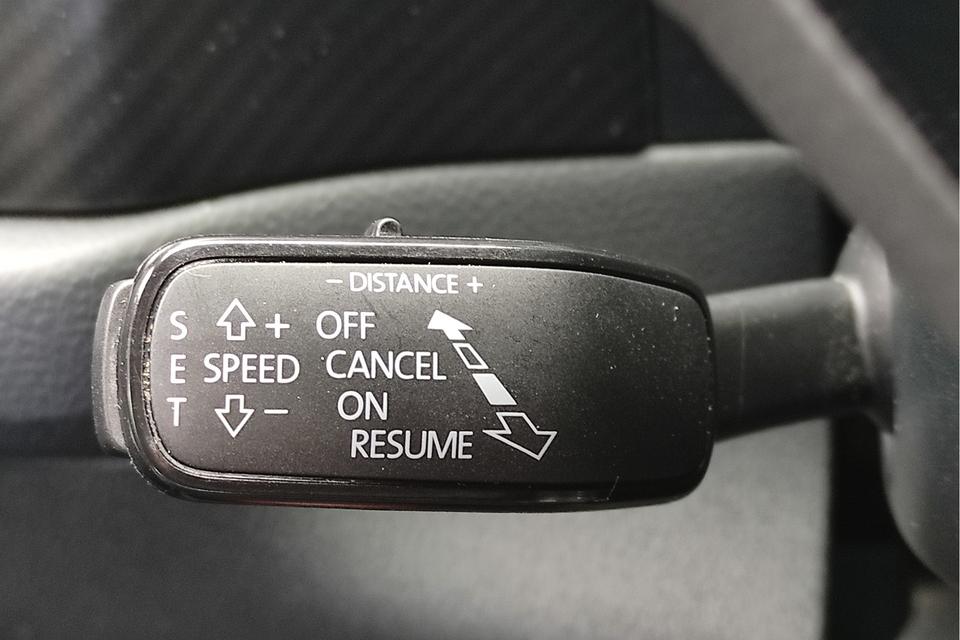 − DISTANCE +
S + OFF
E SPEED CANCEL
T − ON
RESUME